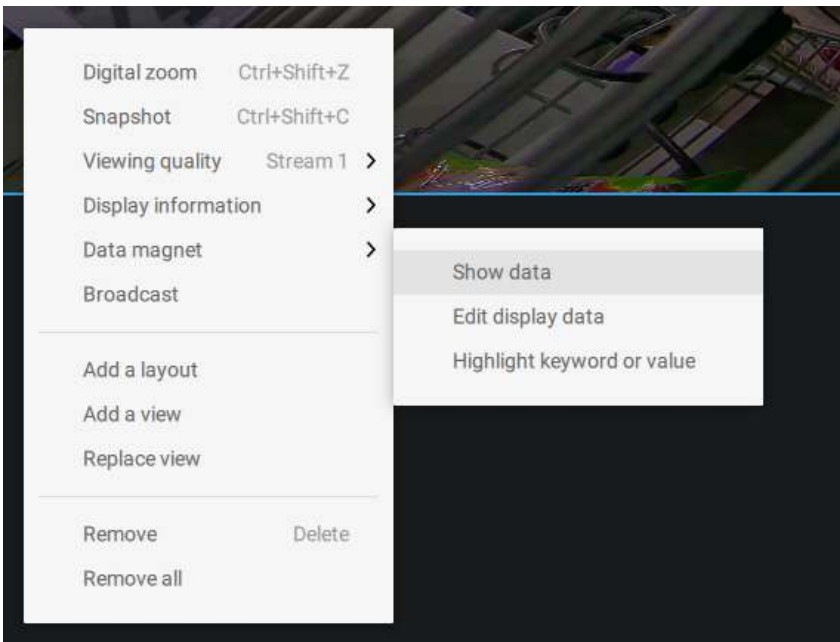 Digital zoom Ctrl+Shift+Z
Snapshot Ctrl+Shift+C
Viewing quality Stream 1
Display information
Data magnet
Broadcast
Add a layout
Add a view
Replace view
Remove Delete
Remove all
Show data
Edit display data
Highlight keyword or value